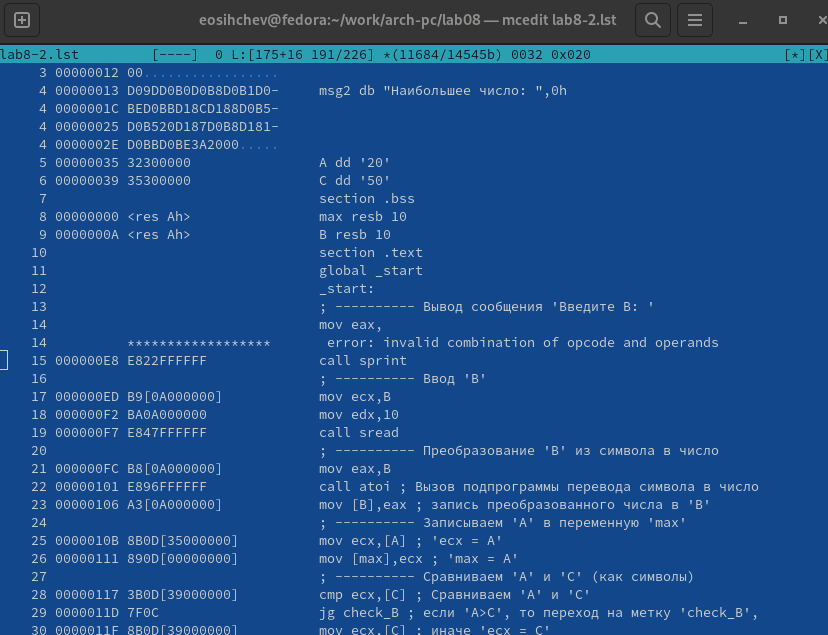 eosihchev@fedora:~/work/arch-pc/lab08 — mcedit lab8-2.lst
lab8-2.lst [----] 0 L:[175+16 191/226] *(11684/14545b) 0032 0x020 [*][X]
3 00000012 00.................
4 00000013 D09DD0B0D0B8D0B1D0- msg2 db "Наибольшее число: ",0h
4 0000001C BED0BBD18CD188D0B5-
4 00000025 D0B520D187D0B8D181-
4 0000002E D0BBD0BE3A2000.....
5 00000035 32300000 A dd '20'
6 00000039 35300000 C dd '50'
7 section .bss
8 00000000 <res Ah> max resb 10
9 0000000A <res Ah> B resb 10
10 section .text
11 global _start
12 _start:
13 ; ---------- Вывод сообщения 'Введите B: '
14 mov eax,
14 ****************** error: invalid combination of opcode and operands
15 000000E8 E822FFFFFF call sprint
16 ; ---------- Ввод 'B'
17 000000ED B9[0A000000] mov ecx,B
18 000000F2 BA0A000000 mov edx,10
19 000000F7 E847FFFFFF call sread
20 ; ---------- Преобразование 'B' из символа в число
21 000000FC B8[0A000000] mov eax,B
22 00000101 E896FFFFFF call atoi ; Вызов подпрограммы перевода символа в число
23 00000106 A3[0A000000] mov [B],eax ; запись преобразованного числа в 'B'
24 ; ---------- Записываем 'A' в переменную 'max'
25 0000010B 8B0D[35000000] mov ecx,[A] ; 'ecx = A'
26 00000111 890D[00000000] mov [max],ecx ; 'max = A'
27 ; ---------- Сравниваем 'A' и 'С' (как символы)
28 00000117 3B0D[39000000] cmp ecx,[C] ; Сравниваем 'A' и 'С'
29 0000011D 7F0C jg check_B ; если 'A>C', то переход на метку 'check_B',
30 0000011F 8B0D[39000000] mov ecx,[C] ; иначе 'ecx = C'